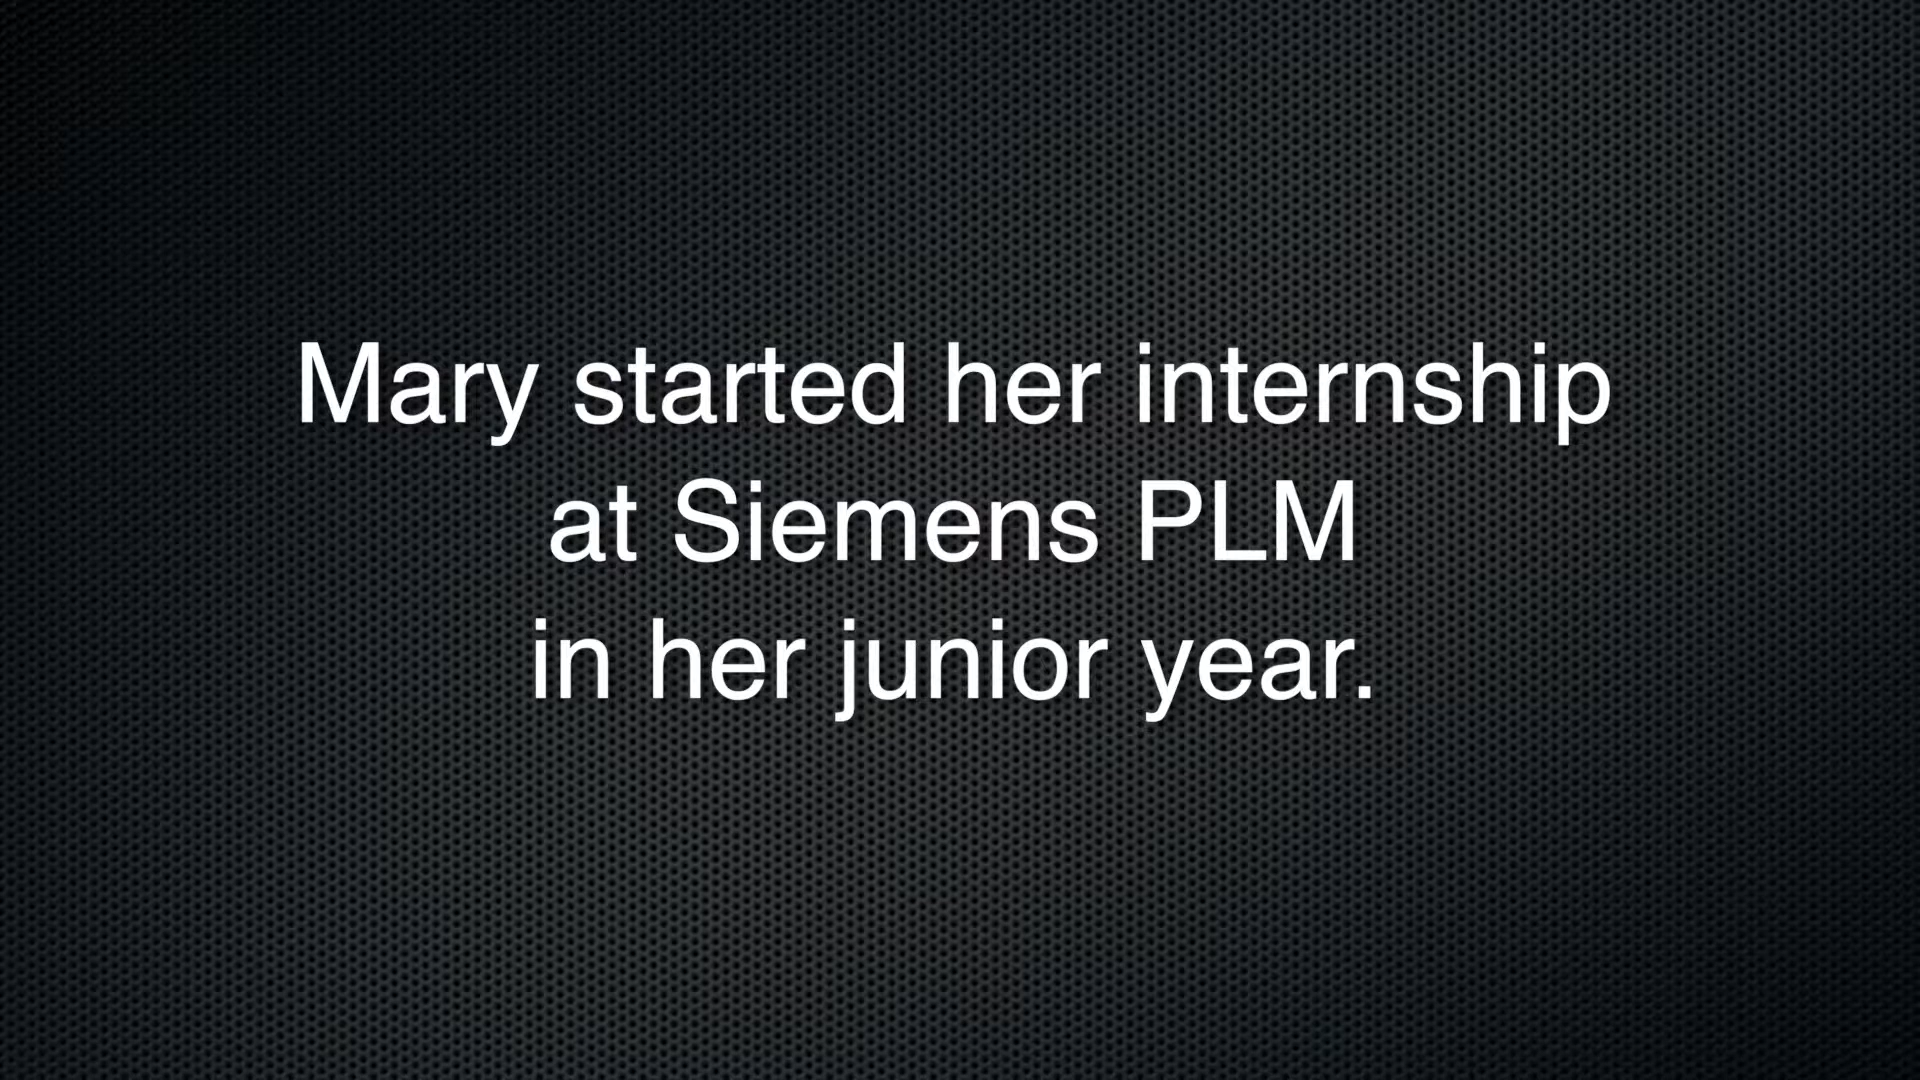 Mary started her internship
at Siemens PLM
in her junior year.